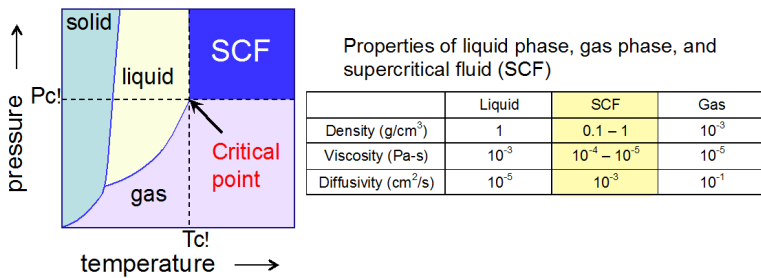 solid
liquid
SCF
Pc!
pressure
Critical
point
gas
Tc!
temperature
Properties of liquid phase, gas phase, and
supercritical fluid (SCF)
Liquid SCF Gas
Density (g/cm³) 1 0.1 – 1 10⁻³
Viscosity (Pa-s) 10⁻³ 10⁻⁴ – 10⁻⁵ 10⁻⁵
Diffusivity (cm²/s) 10⁻⁵ 10⁻³ 10⁻¹